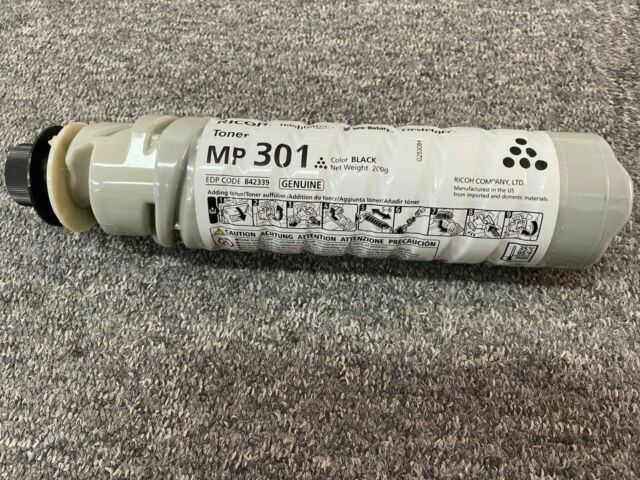 RICOH
Toner
MP 301 Color BLACK
Net Weight 200g
EDP CODE 842339 GENUINE
Adding toner/Toner auffüllen/Addition du toner/Aggiunta toner/Añadir tóner
CAUTION ACHTUNG ATTENTION ATTENZIONE PRECAUCIÓN
RICOH COMPANY, LTD.
Manufactured in the US
from imported and domestic materials.